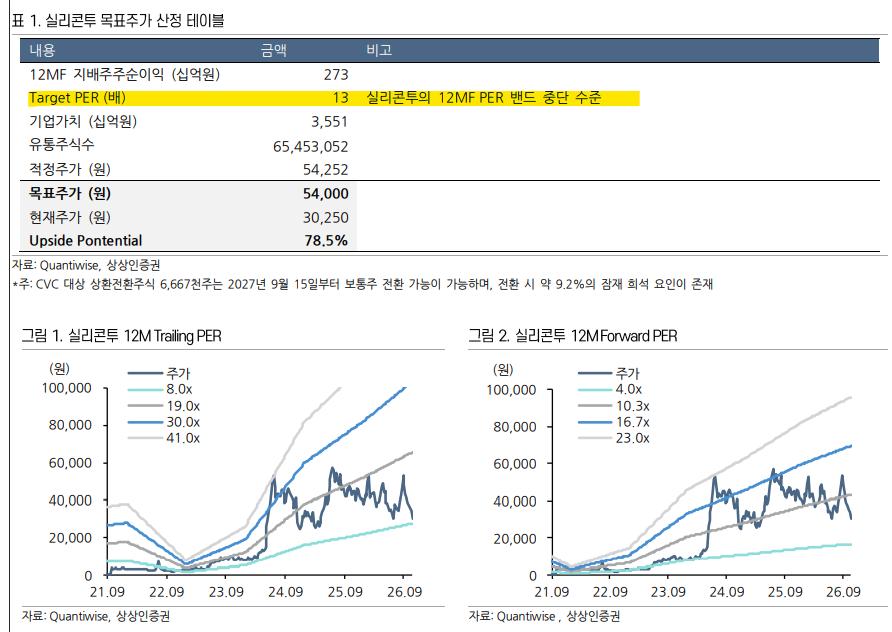 표 1. 실리콘투 목표주가 산정 테이블
내용 금액 비고
12MF 지배주주순이익 (십억원) 273
Target PER (배) 13 실리콘투의 12MF PER 밴드 중단 수준
기업가치 (십억원) 3,551
유통주식수 65,453,052
적정주가 (원) 54,252
목표주가 (원) 54,000
현재주가 (원) 30,250
Upside Pontential 78.5%
자료: Quantiwise, 상상인증권
*주: CVC 대상 상환전환주식 6,667천주는 2027년 9월 15일부터 보통주 전환 가능이 가능하며, 전환 시 약 9.2%의 잠재 희석 요인이 존재
그림 1. 실리콘투 12M Trailing PER
(원)
100,000
80,000
60,000
40,000
20,000
0
주가
8.0x
19.0x
30.0x
41.0x
21.09 22.09 23.09 24.09 25.09 26.09
자료: Quantiwise, 상상인증권
그림 2. 실리콘투 12M Forward PER
(원)
100,000
80,000
60,000
40,000
20,000
0
주가
4.0x
10.3x
16.7x
23.0x
21.09 22.09 23.09 24.09 25.09 26.09
자료: Quantiwise , 상상인증권